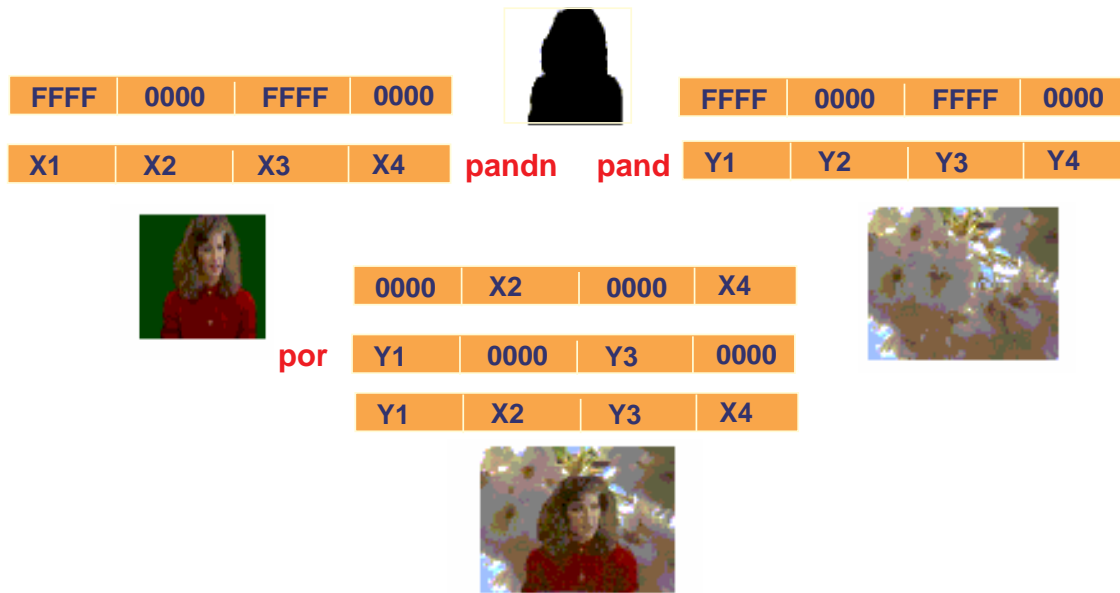 FFFF 0000 FFFF 0000
FFFF 0000 FFFF 0000
X1 X2 X3 X4 pandn pand Y1 Y2 Y3 Y4
0000 X2 0000 X4
por Y1 0000 Y3 0000
Y1 X2 Y3 X4